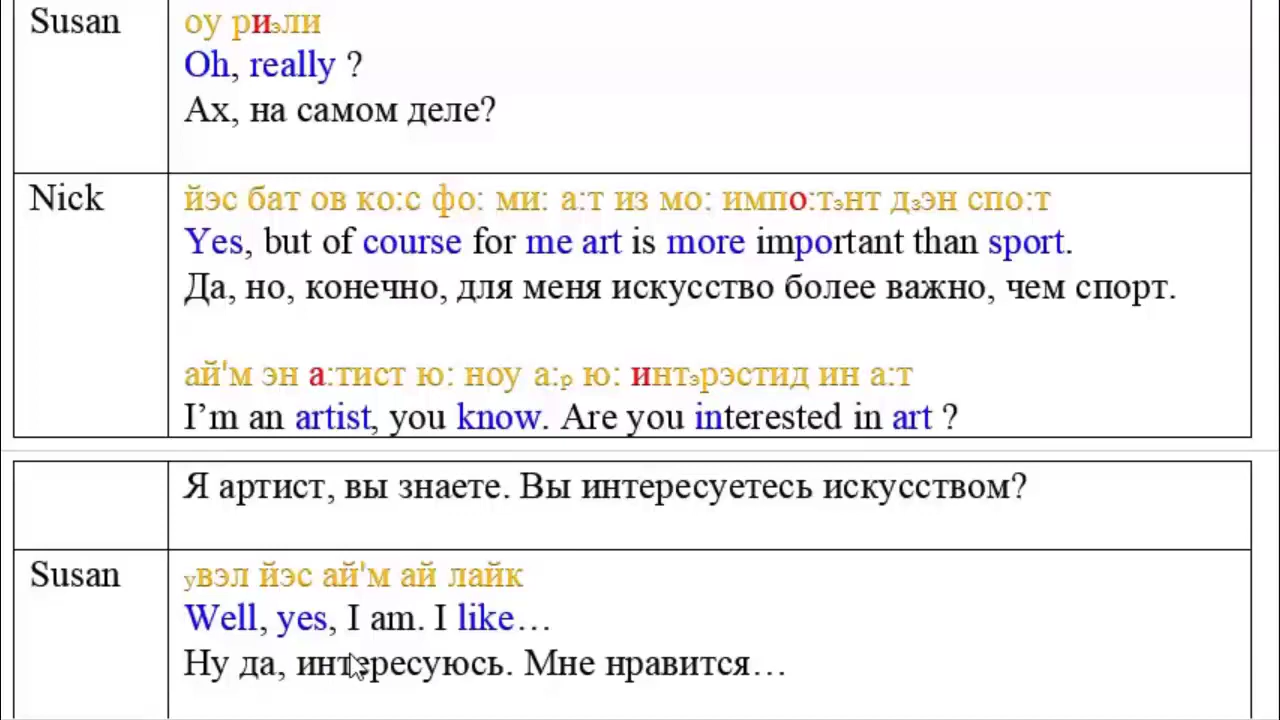 Susan
оу риэли
Oh, really ?
Ах, на самом деле?
Nick
йэс бат ов ко:с фо: ми: а:т из мо: импо:тэнт дзэн спо:т
Yes, but of course for me art is more important than sport.
Да, но, конечно, для меня искусство более важно, чем спорт.
ай'м эн а:тист ю: ноу а:р ю: интэрэстид ин а:т
I’m an artist, you know. Are you interested in art ?
Я артист, вы знаете. Вы интересуетесь искусством?
Susan
увэл йэс ай'м ай лайк
Well, yes, I am. I like…
Ну да, интересуюсь. Мне нравится…